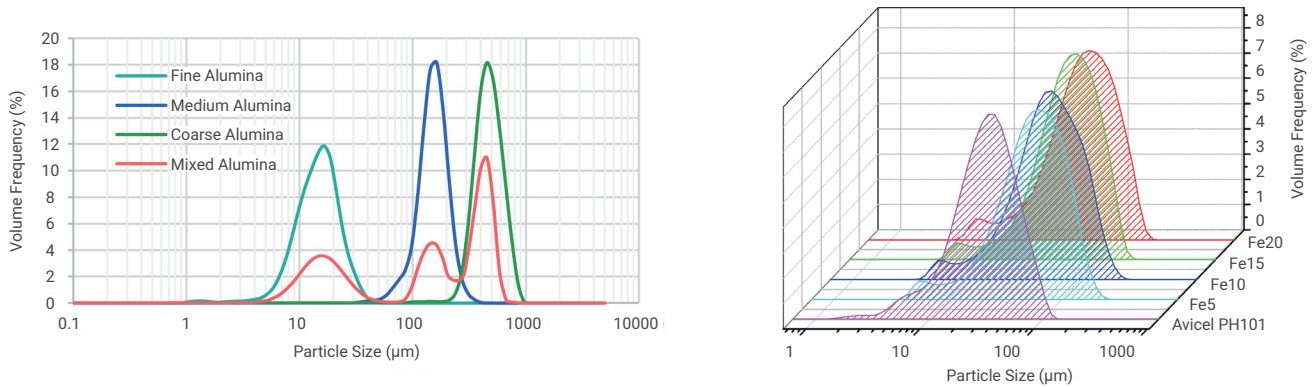 20
18
16
14
12
10
8
6
4
2
0
Volume Frequency (%)
Fine Alumina
Medium Alumina
Coarse Alumina
Mixed Alumina
0.1 1 10 100 1000 10000
Particle Size (µm)
8
7
6
5
4
3
2
1
0
Volume Frequency (%)
Fe20
Fe15
Fe10
Fe5
Avicel PH101
1 10 100 1000
Particle Size (µm)